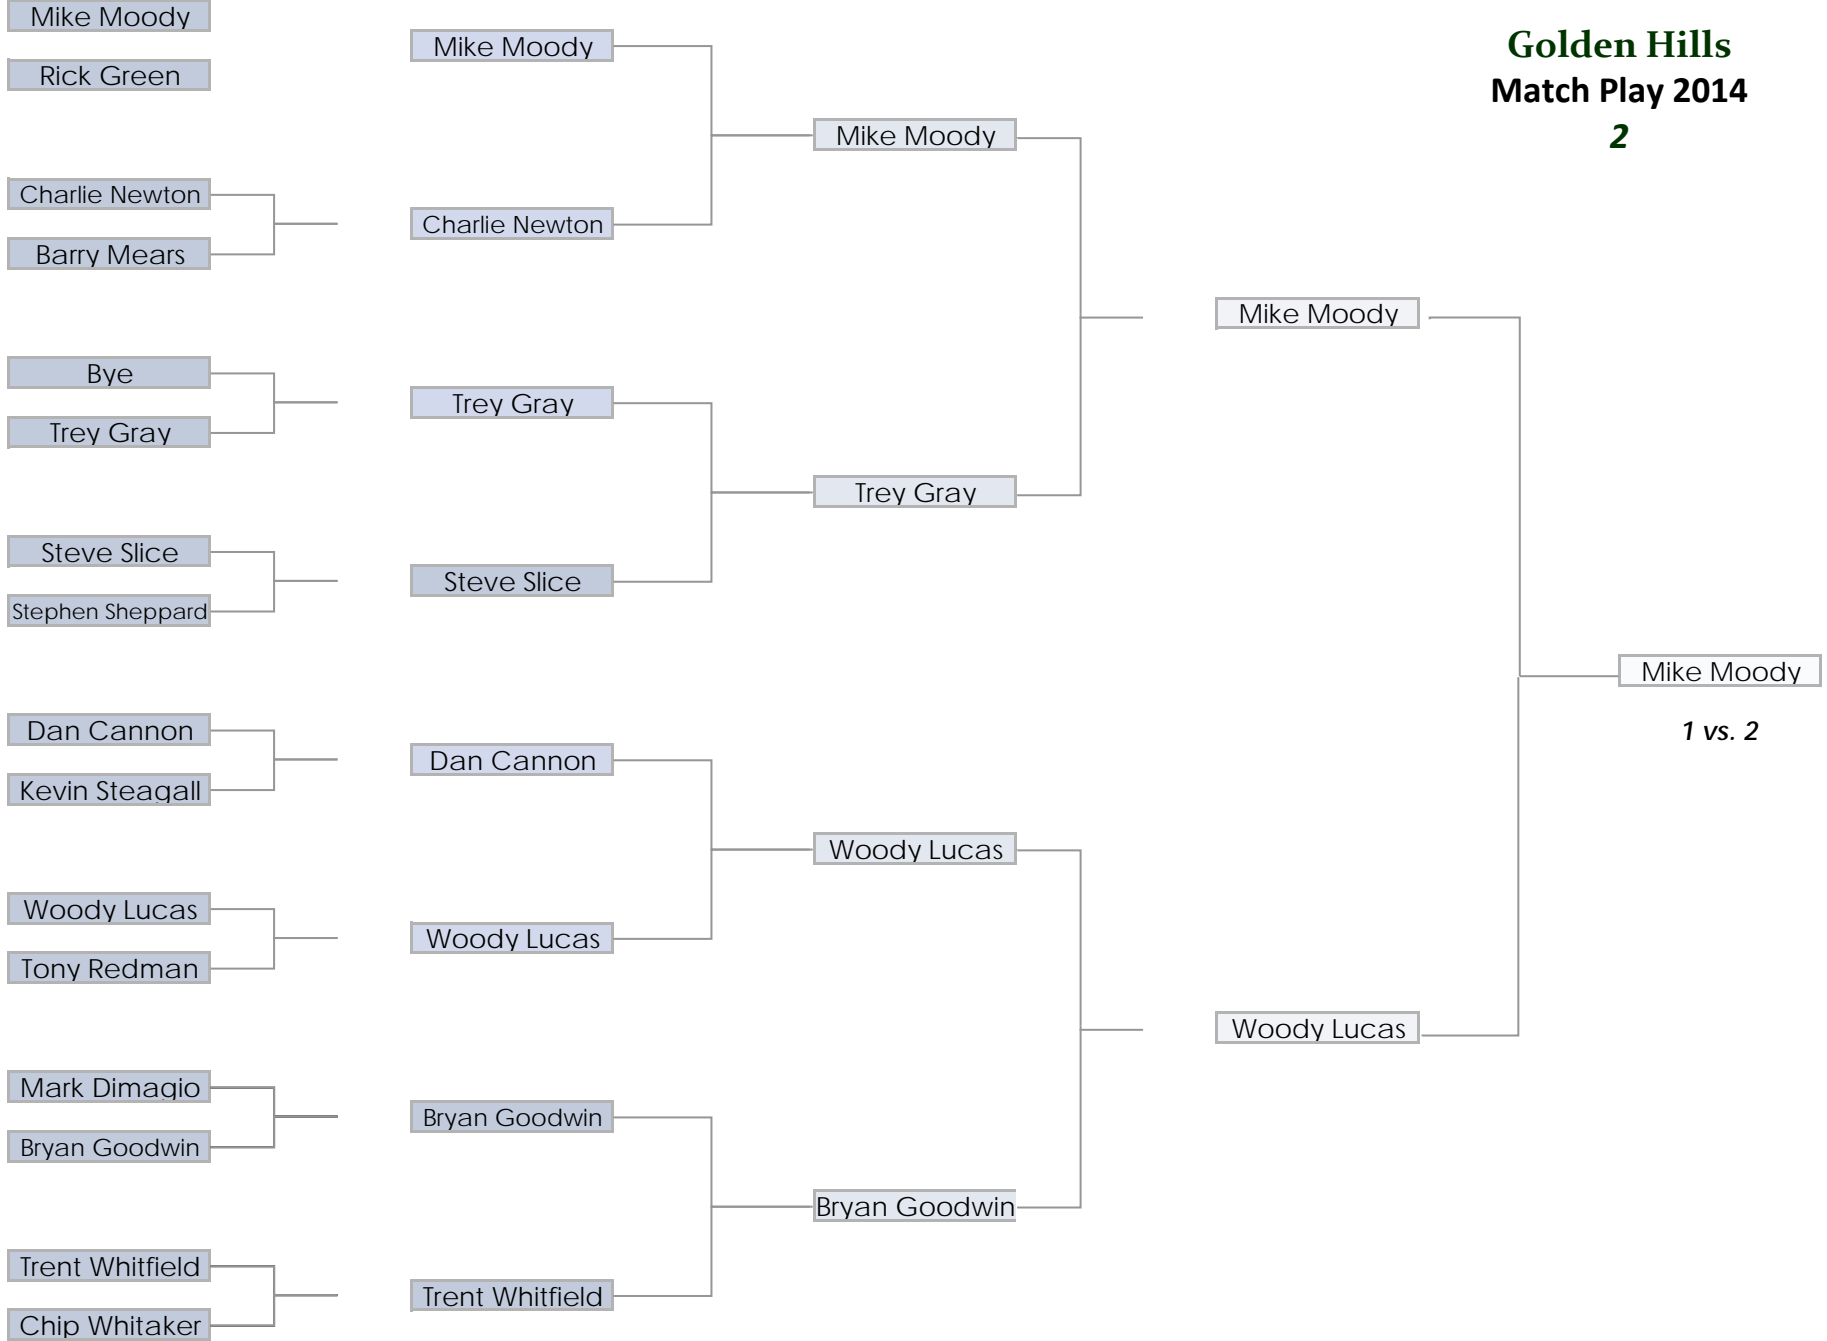 Golden Hills
Match Play 2014
2
Mike Moody
Rick Green
Charlie Newton
Barry Mears
Bye
Trey Gray
Steve Slice
Stephen Sheppard
Dan Cannon
Kevin Steagall
Woody Lucas
Tony Redman
Mark Dimagio
Bryan Goodwin
Trent Whitfield
Chip Whitaker
Mike Moody
Charlie Newton
Trey Gray
Steve Slice
Dan Cannon
Woody Lucas
Bryan Goodwin
Trent Whitfield
Mike Moody
Trey Gray
Woody Lucas
Bryan Goodwin
Mike Moody
Woody Lucas
Mike Moody
1 vs. 2